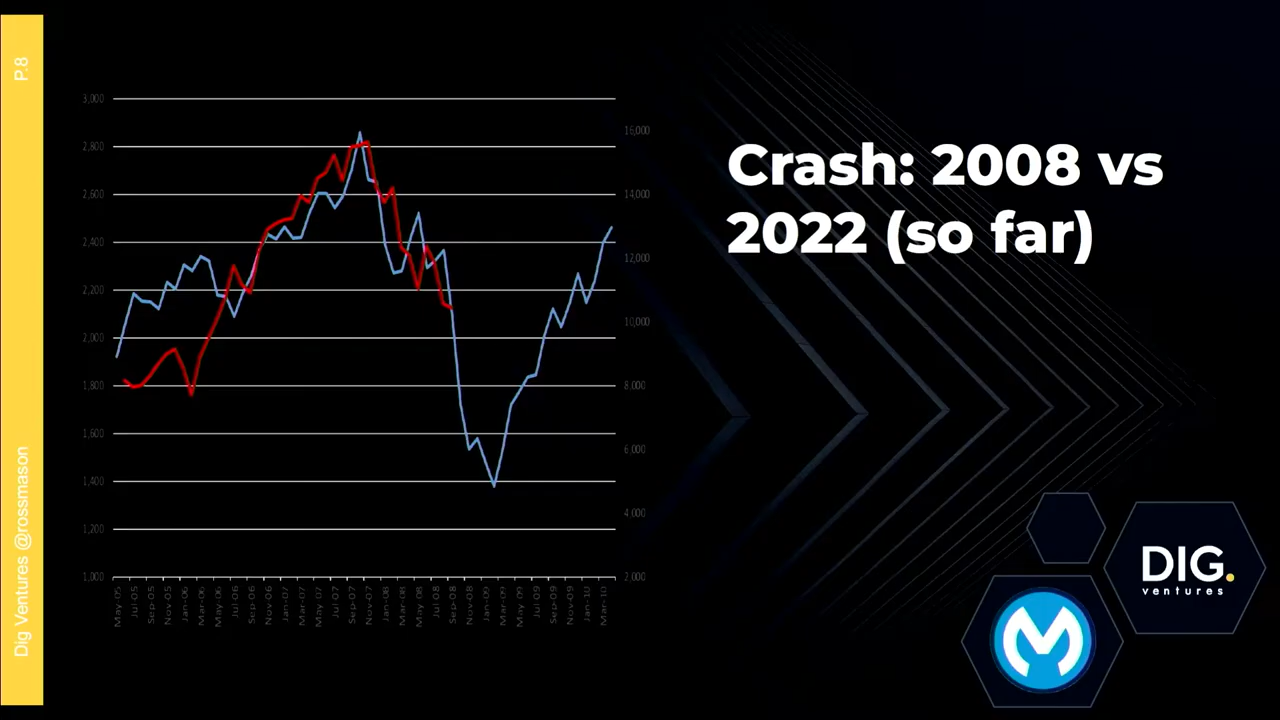 P.8
Dig Ventures @rossmason
Crash: 2008 vs
2022 (so far)
3,000
2,800
2,600
2,400
2,200
2,000
1,800
1,600
1,400
1,200
1,000
16,000
14,000
12,000
10,000
8,000
6,000
4,000
2,000
May-05
Jul-05
Sep-05
Nov-05
Jan-06
Mar-06
May-06
Jul-06
Sep-06
Nov-06
Jan-07
Mar-07
May-07
Jul-07
Sep-07
Nov-07
Jan-08
Mar-08
May-08
Jul-08
Sep-08
Nov-08
Jan-09
Mar-09
May-09
Jul-09
Sep-09
Nov-09
Jan-10
Mar-10
DIG.
ventures